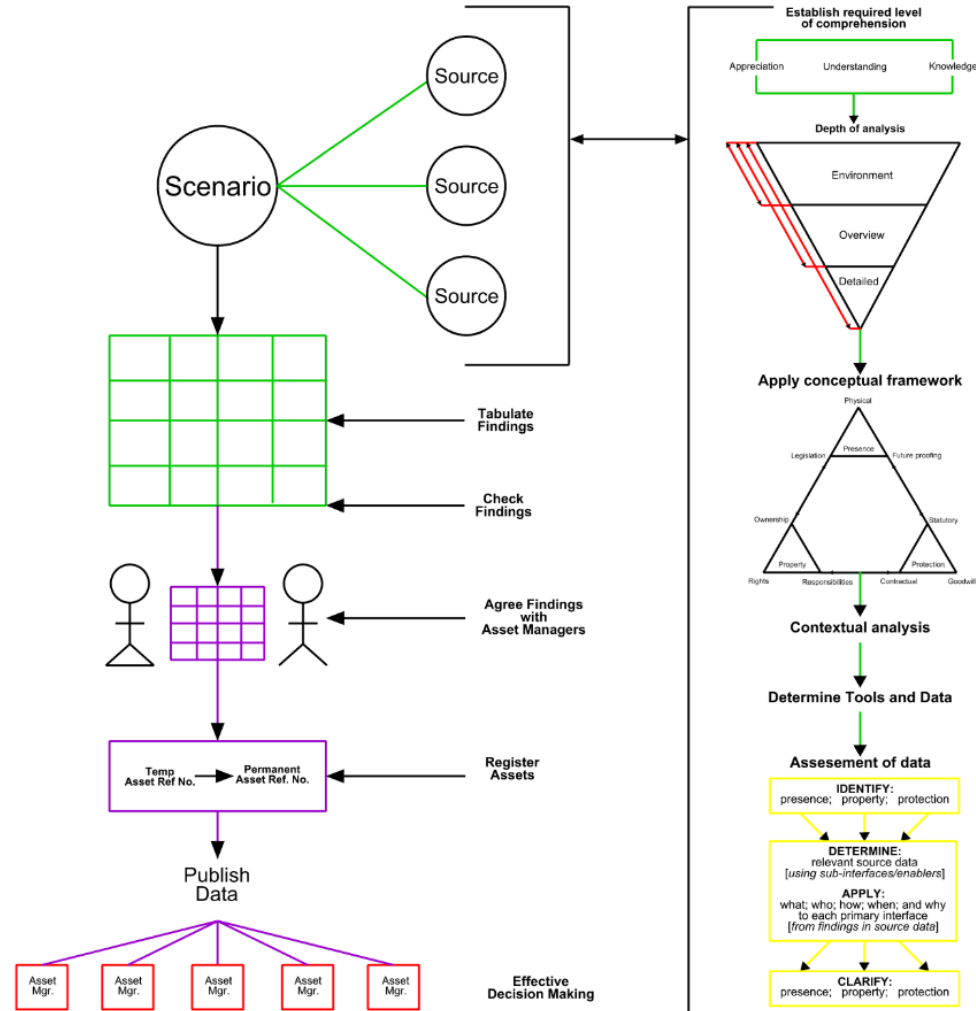 Scenario
Source
Source
Source
Tabulate
Findings
Check
Findings
Agree Findings
with
Asset Managers
Temp
Asset Ref No.
Permanent
Asset Ref. No.
Register
Assets
Publish
Data
Asset
Mgr.
Asset
Mgr.
Asset
Mgr.
Asset
Mgr.
Asset
Mgr.
Effective
Decision Making
Establish required level
of comprehension
Appreciation
Understanding
Knowledge
Depth of analysis
Environment
Overview
Detailed
Apply conceptual framework
Physical
Presence
Legislation
Future proofing
Ownership
Statutory
Property
Protection
Rights
Responsibilities
Contractual
Goodwill
Contextual analysis
Determine Tools and Data
Assesement of data
IDENTIFY:
presence; property; protection
DETERMINE:
relevant source data
[using sub-interfaces/enablers]
APPLY:
what; who; how; when; and why
to each primary interface
[from findings in source data]
CLARIFY:
presence; property; protection